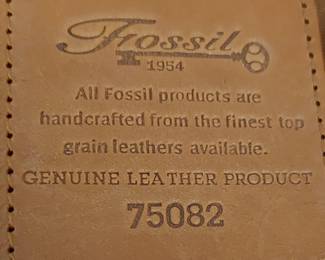 Fossil
1954
All Fossil products are
handcrafted from the finest top
grain leathers available.
GENUINE LEATHER PRODUCT
75082